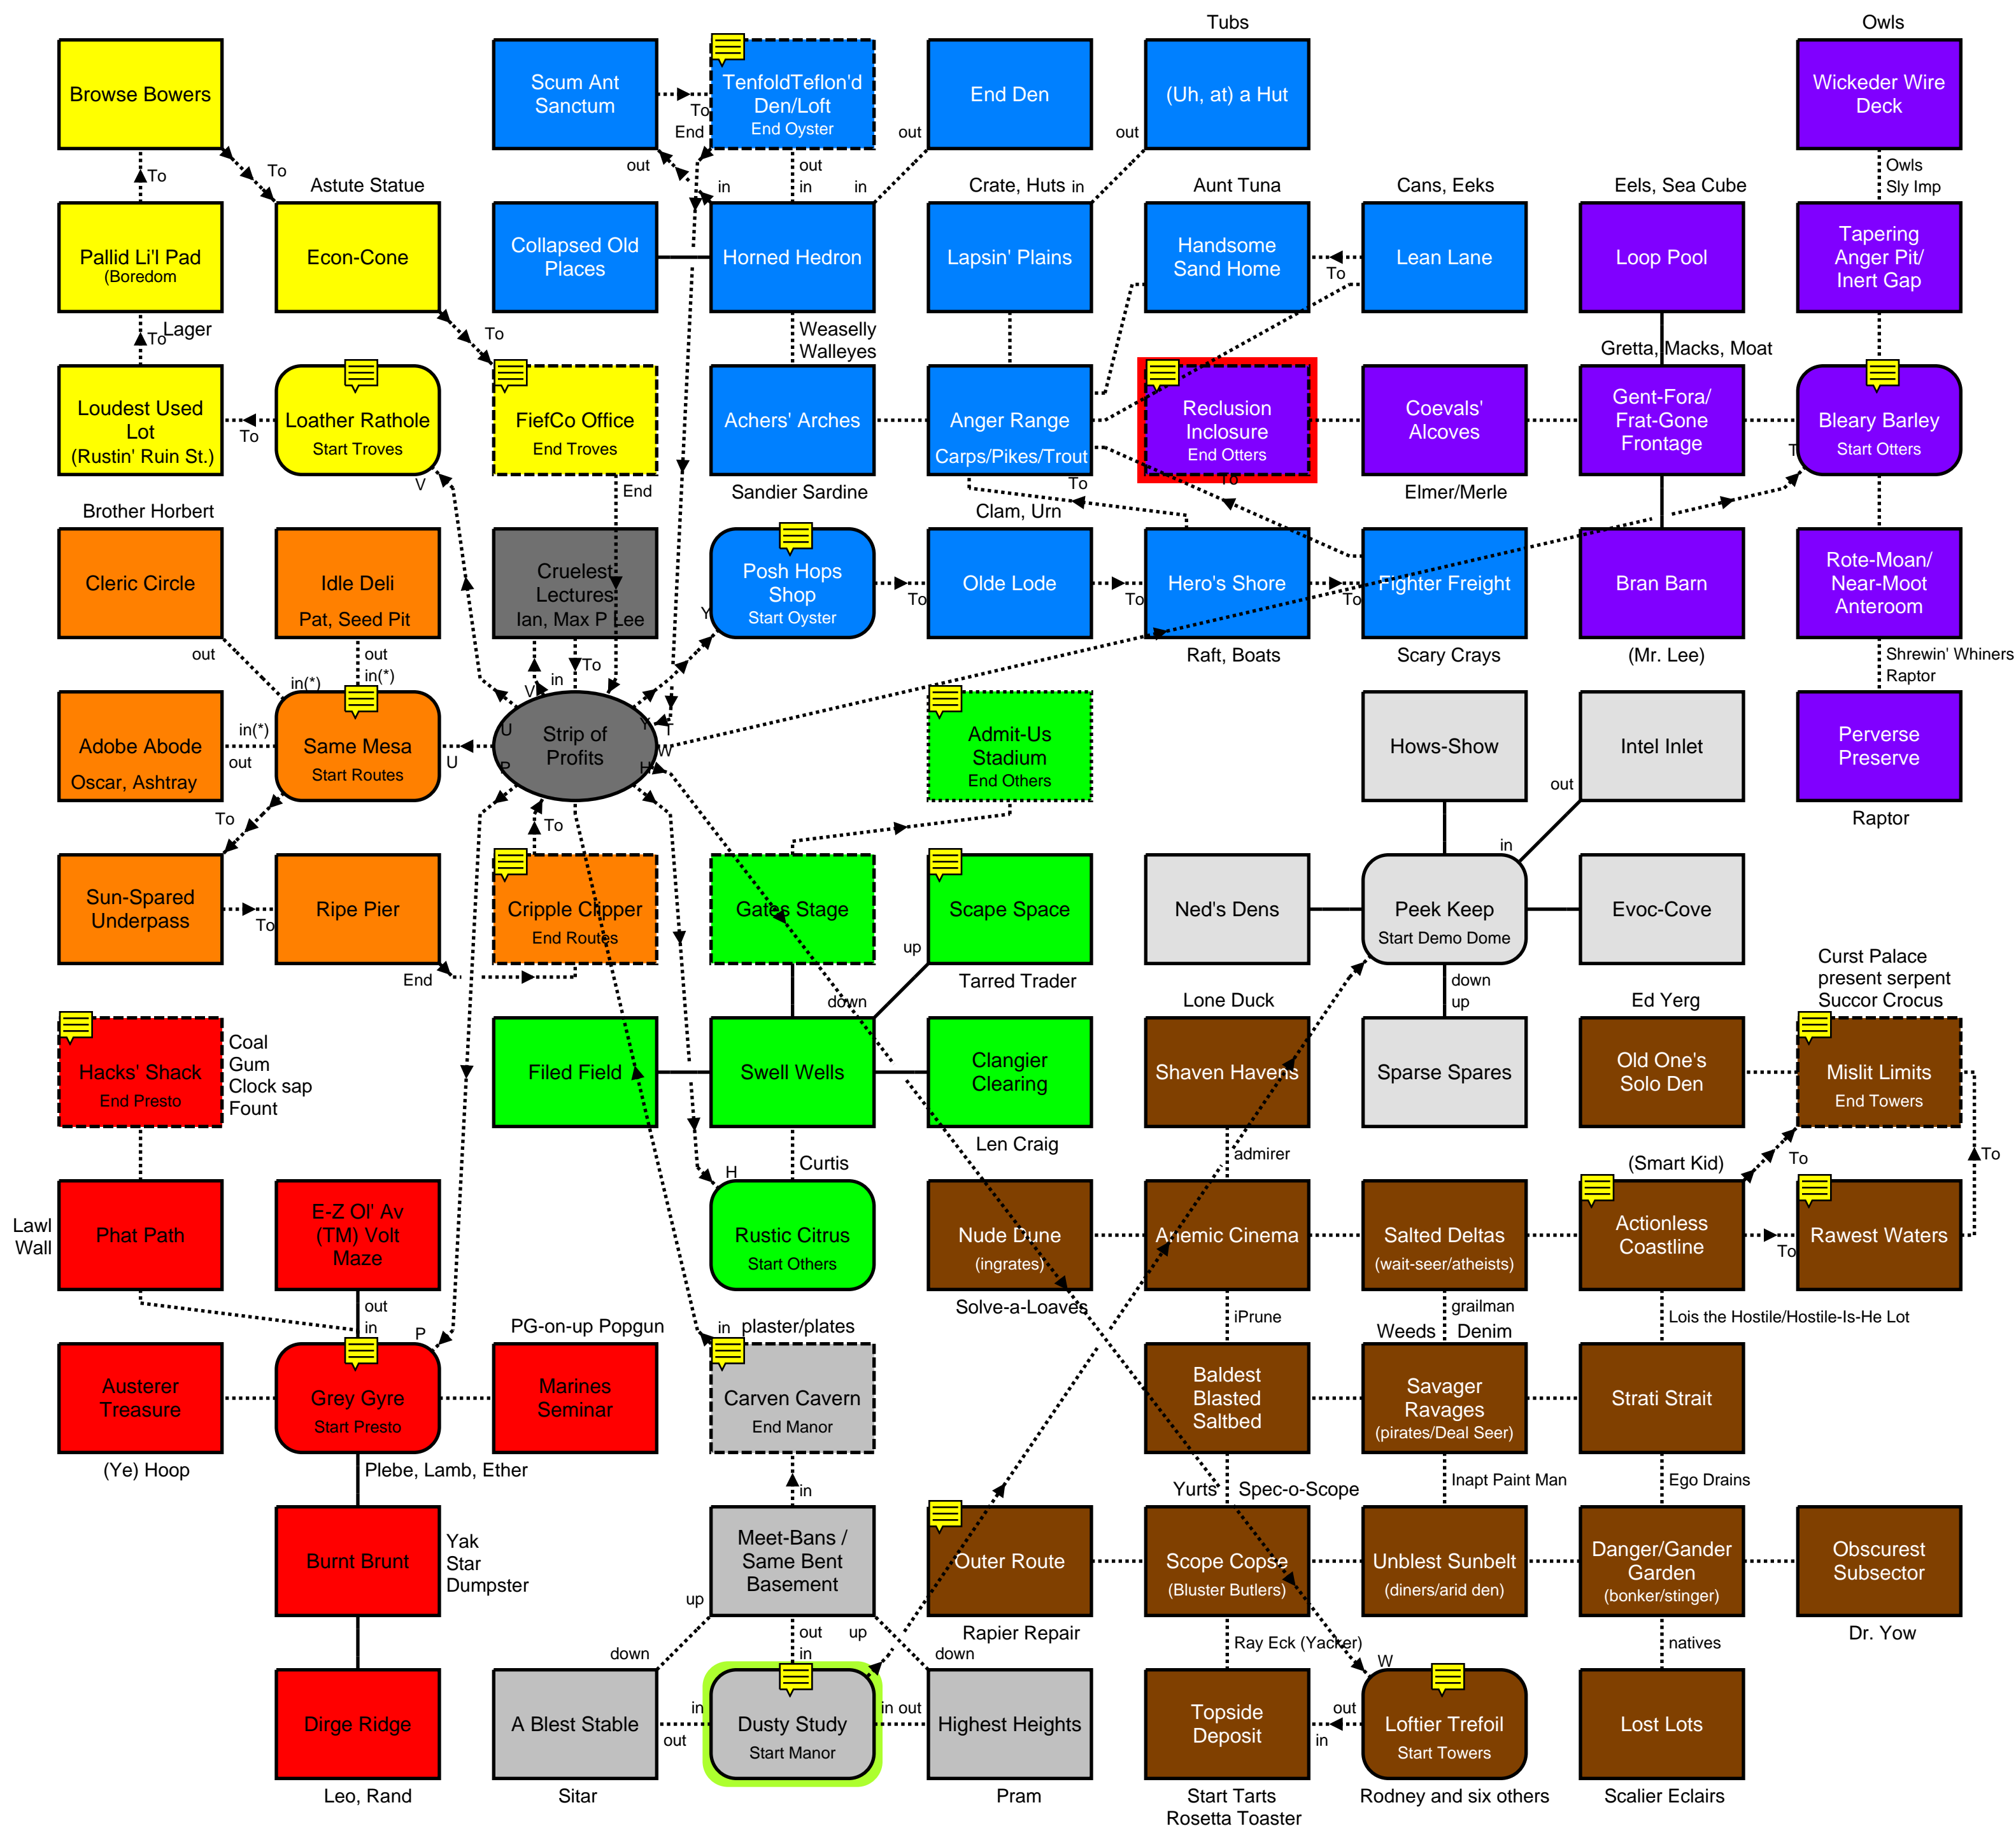 Tubs
Owls
Browse Bowers
Scum Ant
Sanctum
To
End
TenfoldTeflon'd
Den/Loft
End Oyster
End Den
(Uh, at) a Hut
Wickeder Wire
Deck
To
To
out
out
in
in
in
out
out
Owls
Sly Imp
Astute Statue
Crate, Huts
in
Aunt Tuna
Cans, Eeks
Eels, Sea Cube
Pallid Li'l Pad
(Boredom
Econ-Cone
Collapsed Old
Places
Horned Hedron
Lapsin' Plains
Handsome
Sand Home
To
Lean Lane
Loop Pool
Tapering
Anger Pit/
Inert Gap
To
Lager
To
Weaselly
Walleyes
Gretta, Macks, Moat
Loudest Used
Lot
(Rustin' Ruin St.)
To
Loather Rathole
Start Troves
FiefCo Office
End Troves
Achers' Arches
Anger Range
Carps/Pikes/Trout
Reclusion
Inclosure
End Otters
Coevals'
Alcoves
Gent-Fora/
Frat-Gone
Frontage
Bleary Barley
Start Otters
V
End
Sandier Sardine
To
To
Elmer/Merle
Brother Horbert
Clam, Urn
Cleric Circle
Idle Deli
Pat, Seed Pit
Cruelest
Lectures
Ian, Max P Lee
Y
Posh Hops
Shop
Start Oyster
To
Olde Lode
To
Hero's Shore
To
Fighter Freight
Bran Barn
Rote-Moan/
Near-Moot
Anteroom
out
out
in(*)
in(*)
To
in
V
Raft, Boats
Scary Crays
(Mr. Lee)
Shrewin' Whiners
Raptor
Adobe Abode
Oscar, Ashtray
in(*)
out
Same Mesa
Start Routes
U
U
P
Strip of
Profits
Y
W
H
Admit-Us
Stadium
End Others
Hows-Show
Intel Inlet
Perverse
Preserve
To
To
out
in
Raptor
Sun-Spared
Underpass
To
Ripe Pier
Cripple Clipper
End Routes
Gates Stage
Scape Space
Ned's Dens
Peek Keep
Start Demo Dome
Evoc-Cove
End
up
down
Tarred Trader
Lone Duck
down
up
Ed Yerg
Curst Palace
present serpent
Succor Crocus
Hacks' Shack
End Presto
Coal
Gum
Clock sap
Fount
Filed Field
Swell Wells
Clangier
Clearing
Shaven Havens
Sparse Spares
Old One's
Solo Den
Mislit Limits
End Towers
H
Curtis
Len Craig
admirer
(Smart Kid)
To
To
Lawl
Wall
Phat Path
E-Z Ol' Av
(TM) Volt
Maze
Rustic Citrus
Start Others
Nude Dune
(ingrates)
Anemic Cinema
Salted Deltas
(wait-seer/atheists)
Actionless
Coastline
To
Rawest Waters
out
in
P
PG-on-up Popgun
in
plaster/plates
Solve-a-Loaves
iPrune
grailman
Weeds
Denim
Lois the Hostile/Hostile-Is-He Lot
Austerer
Treasure
Grey Gyre
Start Presto
Marines
Seminar
Carven Cavern
End Manor
Baldest
Blasted
Saltbed
Savager
Ravages
(pirates/Deal Seer)
Strati Strait
(Ye) Hoop
Plebe, Lamb, Ether
in
Yurts
Spec-o-Scope
Inapt Paint Man
Ego Drains
Burnt Brunt
Yak
Star
Dumpster
Meet-Bans /
Same Bent
Basement
Outer Route
Scope Copse
(Bluster Butlers)
Unblest Sunbelt
(diners/arid den)
Danger/Gander
Garden
(bonker/stinger)
Obscurest
Subsector
up
down
out
in
up
down
Rapier Repair
Ray Eck (Yacker)
W
natives
Dr. Yow
Dirge Ridge
A Blest Stable
in
out
Dusty Study
Start Manor
in out
Highest Heights
Topside
Deposit
out
in
Loftier Trefoil
Start Towers
Lost Lots
Leo, Rand
Sitar
Pram
Start Tarts
Rosetta Toaster
Rodney and six others
Scalier Eclairs